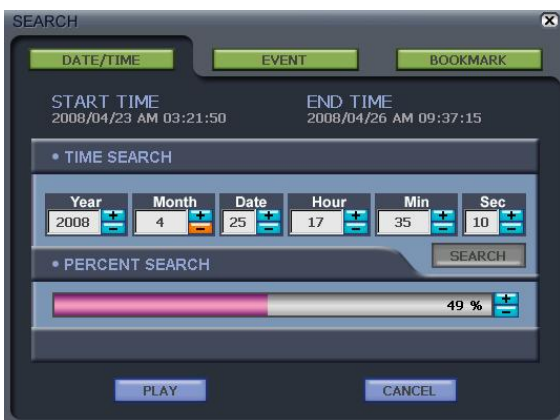 SEARCH
DATE/TIME EVENT BOOKMARK
START TIME END TIME
2008/04/23 AM 03:21:50 2008/04/26 AM 09:37:15
• TIME SEARCH
Year Month Date Hour Min Sec
2008 4 25 17 35 10
SEARCH
• PERCENT SEARCH
49 %
PLAY CANCEL